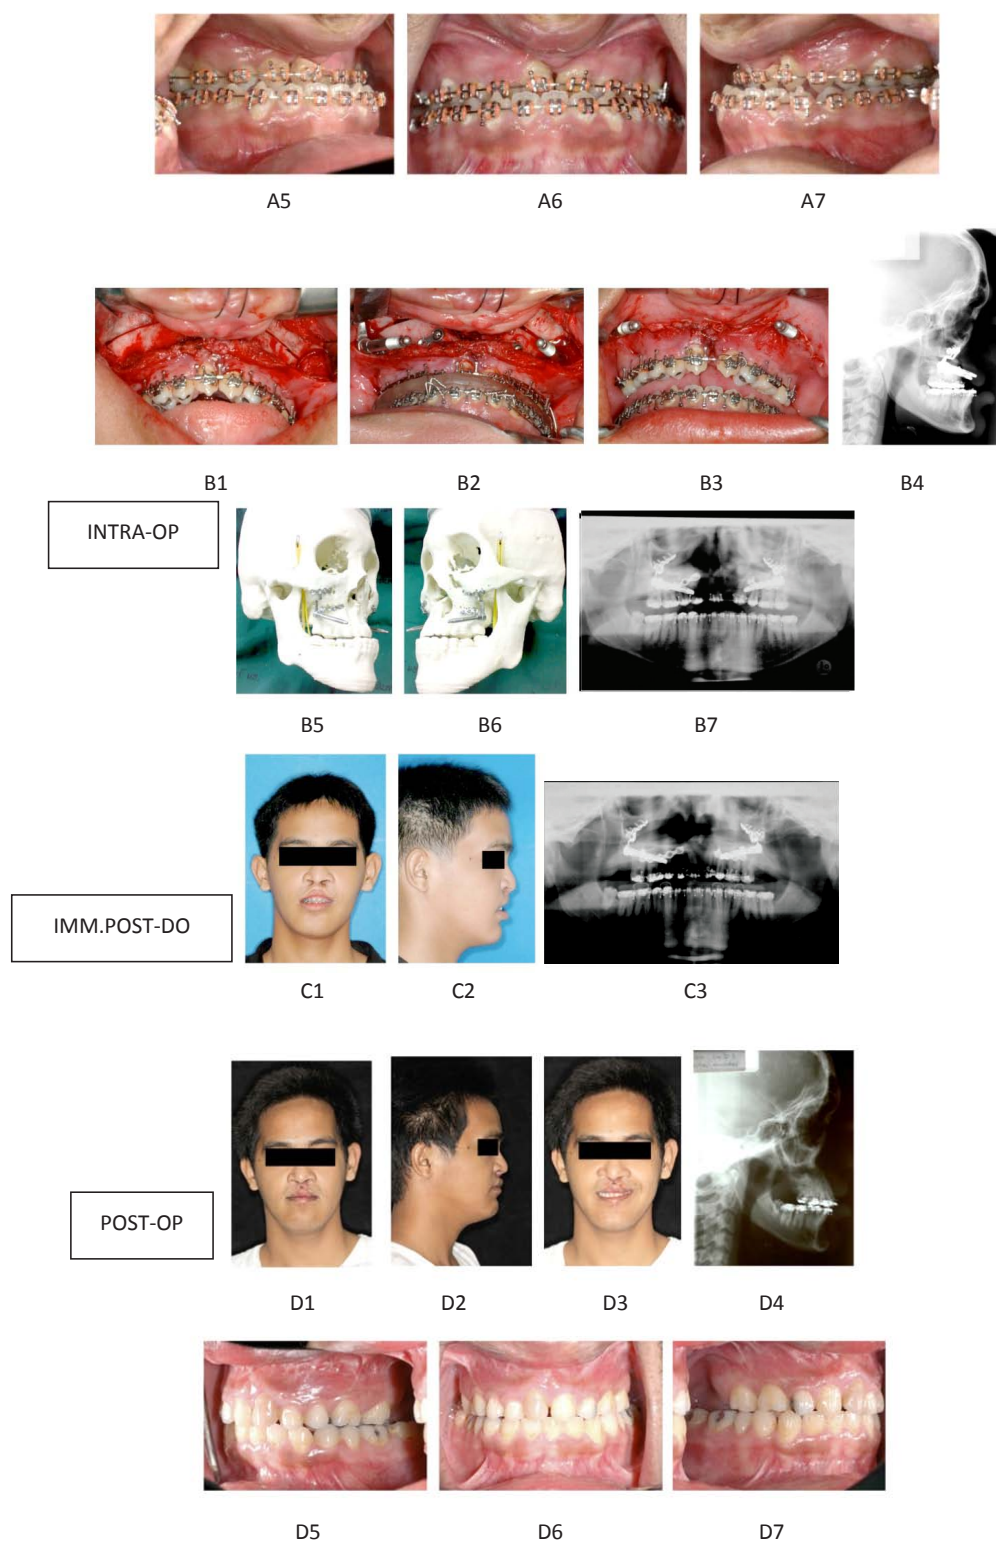 A5
A6
A7
B1
B2
B3
B4
INTRA-OP
B5
B6
B7
IMM.POST-DO
C1
C2
C3
POST-OP
D1
D2
D3
D4
D5
D6
D7